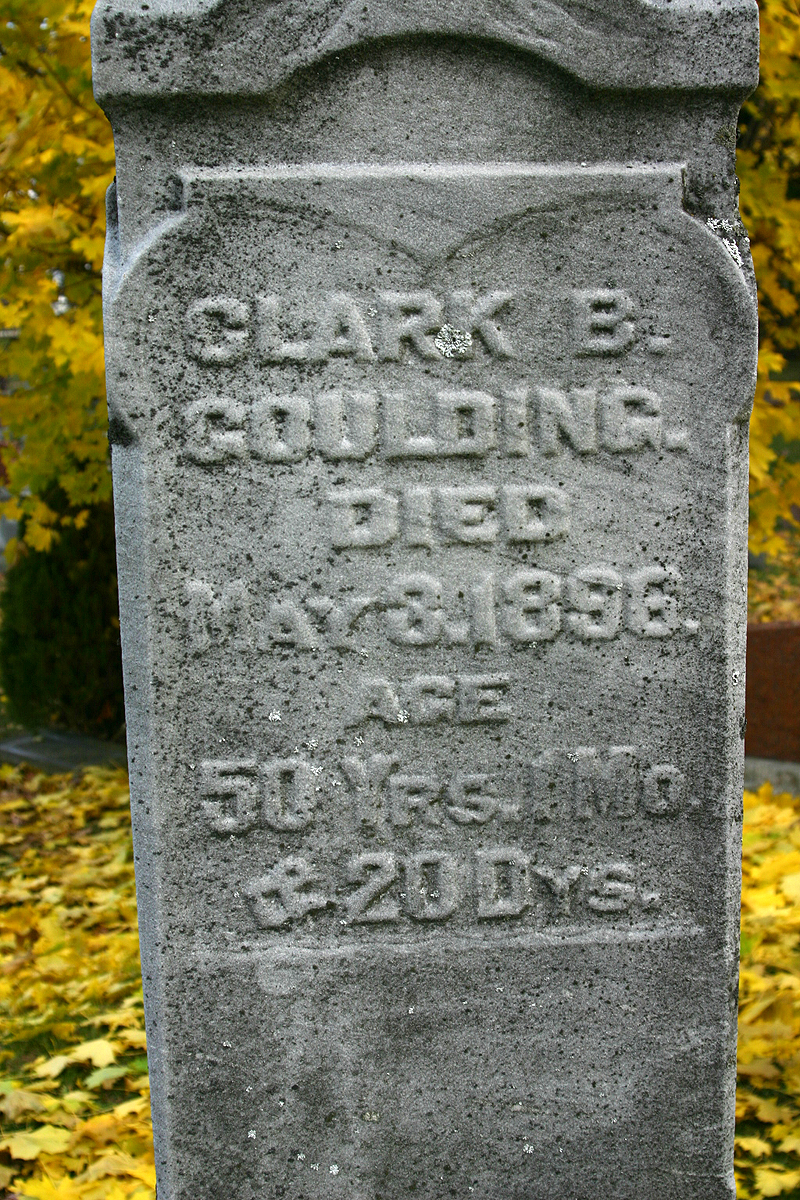 CLARK B.
GOULDING.
DIED
MAY 8. 1896.
AGE
50 YRS. 1 MO.
& 20 DYS.